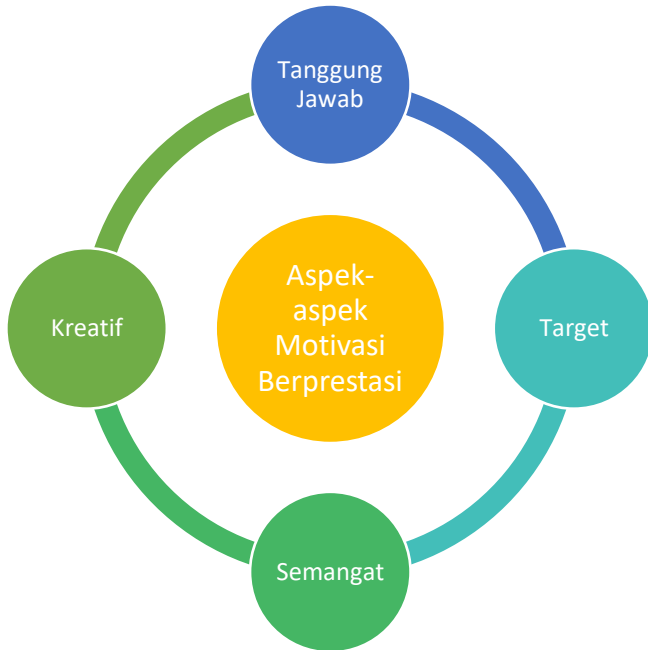 Tanggung
Jawab
Aspek-
aspek
Motivasi
Berprestasi
Kreatif
Target
Semangat